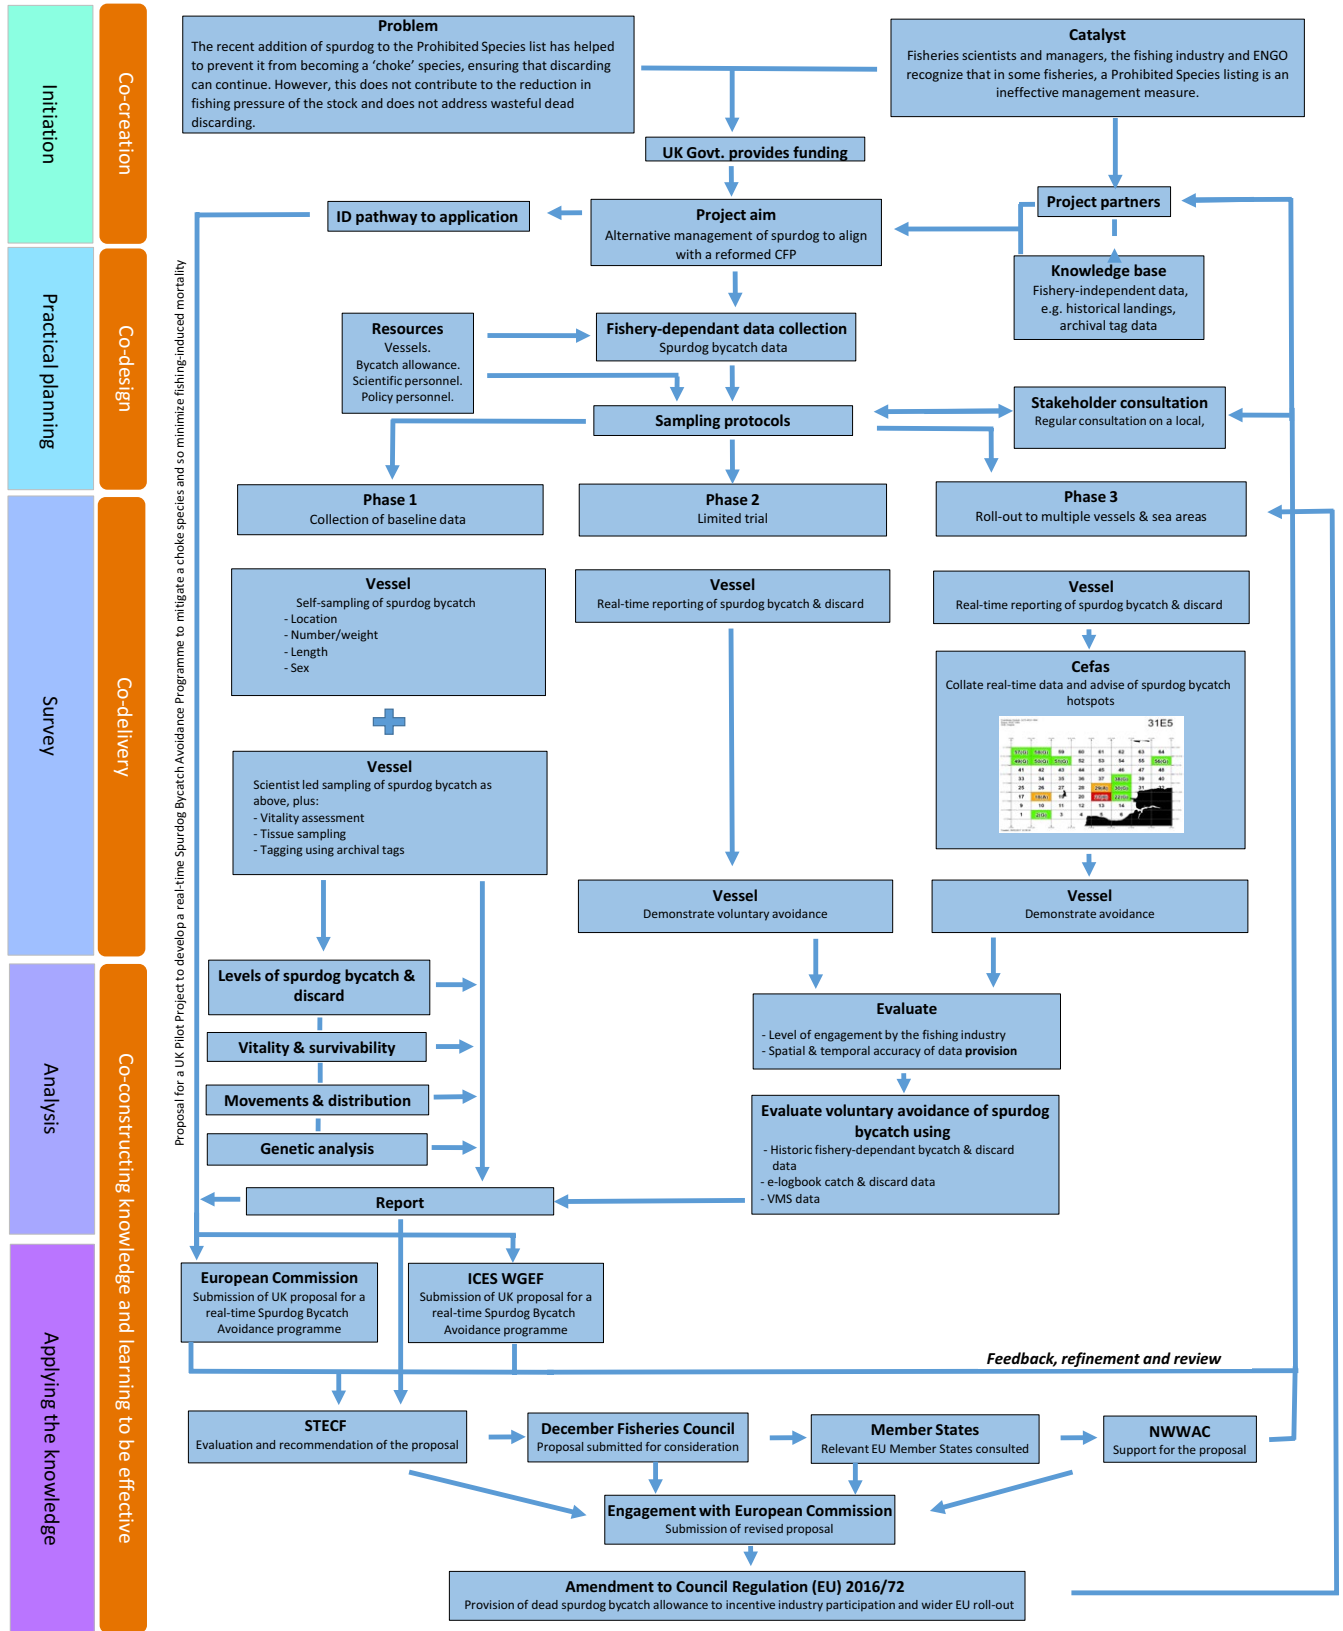 Initiation
Co-creation
Problem
The recent addition of spurdog to the Prohibited Species list has helped
to prevent it from becoming a ‘choke’ species, ensuring that discarding
can continue. However, this does not contribute to the reduction in
fishing pressure of the stock and does not address wasteful dead
discarding.
Catalyst
Fisheries scientists and managers, the fishing industry and ENGO
recognize that in some fisheries, a Prohibited Species listing is an
ineffective management measure.
UK Govt. provides funding
ID pathway to application
Project aim
Alternative management of spurdog to align
with a reformed CFP
Project partners
Knowledge base
Fishery-independent data,
e.g. historical landings,
archival tag data
Practical planning
Co-design
Resources
Vessels.
Bycatch allowance.
Scientific personnel.
Policy personnel.
Fishery-dependant data collection
Spurdog bycatch data
Sampling protocols
Stakeholder consultation
Regular consultation on a local,
Proposal for a UK Pilot Project to develop a real-time Spurdog Bycatch Avoidance Programme to mitigate a choke species and so minimize fishing-induced mortality
Survey
Co-delivery
Phase 1
Collection of baseline data
Phase 2
Limited trial
Phase 3
Roll-out to multiple vessels & sea areas
Vessel
Self-sampling of spurdog bycatch
- Location
- Number/weight
- Length
- Sex
Vessel
Real-time reporting of spurdog bycatch & discard
Vessel
Real-time reporting of spurdog bycatch & discard
Cefas
Collate real-time data and advise of spurdog bycatch
hotspots
31E5
Vessel
Scientist led sampling of spurdog bycatch as
above, plus:
- Vitality assessment
- Tissue sampling
- Tagging using archival tags
Vessel
Demonstrate voluntary avoidance
Vessel
Demonstrate avoidance
Analysis
Co-constructing knowledge and learning to be effective
Levels of spurdog bycatch &
discard
Vitality & survivability
Movements & distribution
Genetic analysis
Evaluate
- Level of engagement by the fishing industry
- Spatial & temporal accuracy of data provision
Evaluate voluntary avoidance of spurdog
bycatch using
- Historic fishery-dependant bycatch & discard
data
- e-logbook catch & discard data
- VMS data
Report
Applying the knowledge
European Commission
Submission of UK proposal for a
real-time Spurdog Bycatch
Avoidance programme
ICES WGEF
Submission of UK proposal for a
real-time Spurdog Bycatch
Avoidance programme
Feedback, refinement and review
STECF
Evaluation and recommendation of the proposal
December Fisheries Council
Proposal submitted for consideration
Member States
Relevant EU Member States consulted
NWWAC
Support for the proposal
Engagement with European Commission
Submission of revised proposal
Amendment to Council Regulation (EU) 2016/72
Provision of dead spurdog bycatch allowance to incentive industry participation and wider EU roll-out